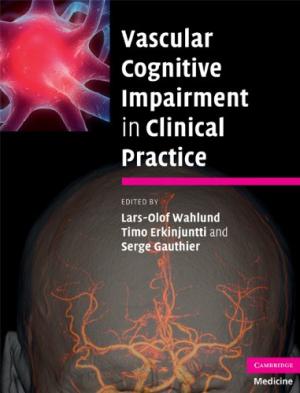 Vascular
Cognitive
Impairment
in Clinical
Practice
EDITED BY
Lars-Olof Wahlund
Timo Erkinjuntti and
Serge Gauthier
CAMBRIDGE
Medicine